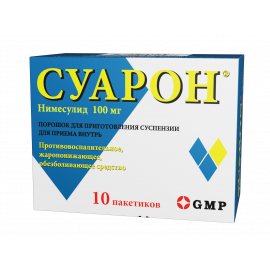 СУАРОН®
Нимесулид 100 мг
ПОРОШОК ДЛЯ ПРИГОТОВЛЕНИЯ СУСПЕНЗИИ
ДЛЯ ПРИЕМА ВНУТРЬ
Противовоспалительное,
жаропонижающее,
обезболивающее средство
10 пакетиков
GMP